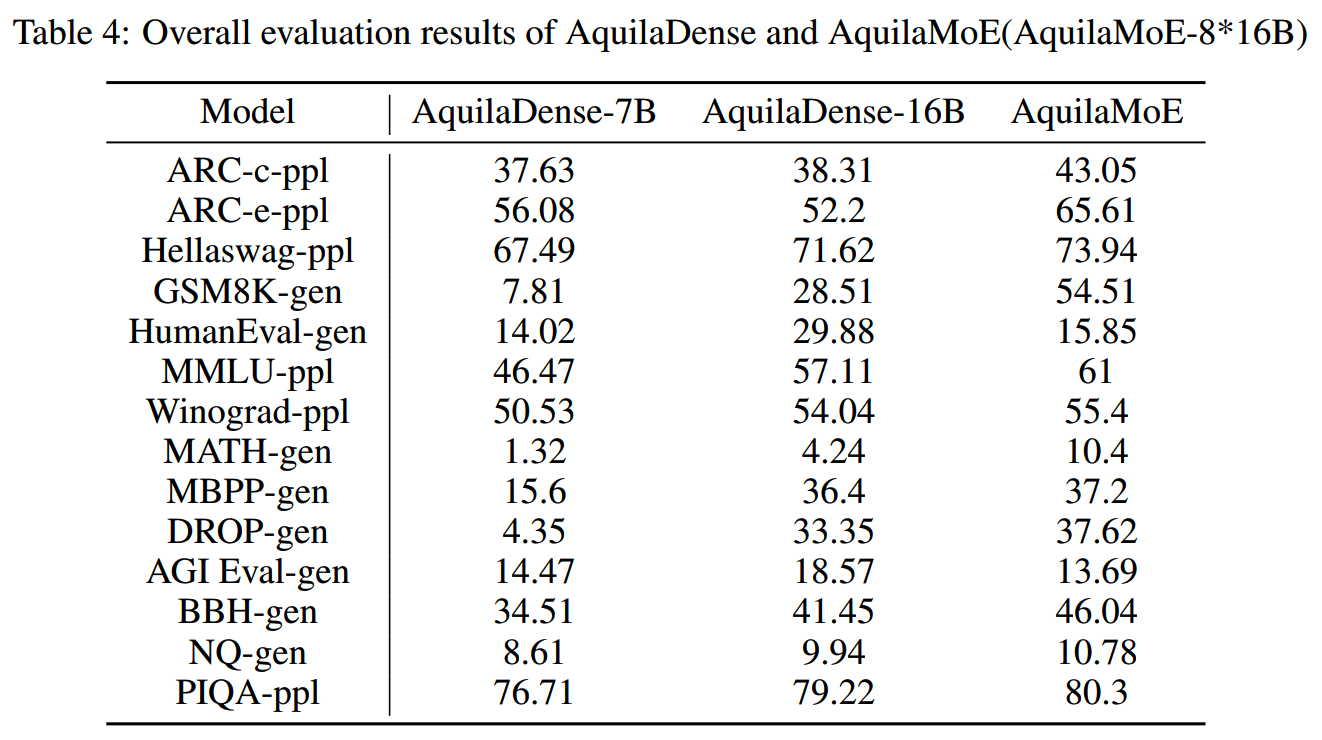 Table 4: Overall evaluation results of AquilaDense and AquilaMoE(AquilaMoE-8*16B)
Model AquilaDense-7B AquilaDense-16B AquilaMoE
ARC-c-ppl 37.63 38.31 43.05
ARC-e-ppl 56.08 52.2 65.61
Hellaswag-ppl 67.49 71.62 73.94
GSM8K-gen 7.81 28.51 54.51
HumanEval-gen 14.02 29.88 15.85
MMLU-ppl 46.47 57.11 61
Winograd-ppl 50.53 54.04 55.4
MATH-gen 1.32 4.24 10.4
MBPP-gen 15.6 36.4 37.2
DROP-gen 4.35 33.35 37.62
AGI Eval-gen 14.47 18.57 13.69
BBH-gen 34.51 41.45 46.04
NQ-gen 8.61 9.94 10.78
PIQA-ppl 76.71 79.22 80.3